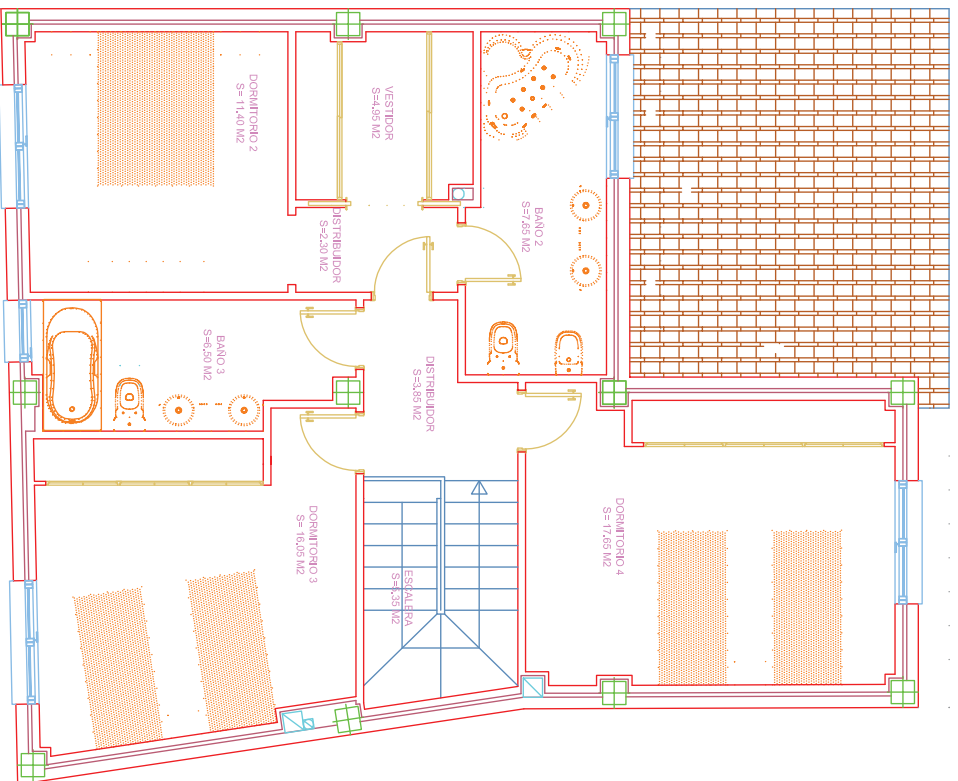 DORMITORIO 2
S= 11,40 M2
VESTIDOR
S=4.95 M2
BAÑO 2
S=7.65 M2
DISTRIBUIDOR
S=2.30 M2
BAÑO 3
S=6.50 M2
DISTRIBUIDOR
S=3.85 M2
DORMITORIO 3
S= 16.05 M2
ESCALERA
DORMITORIO 4
S= 17.65 M2